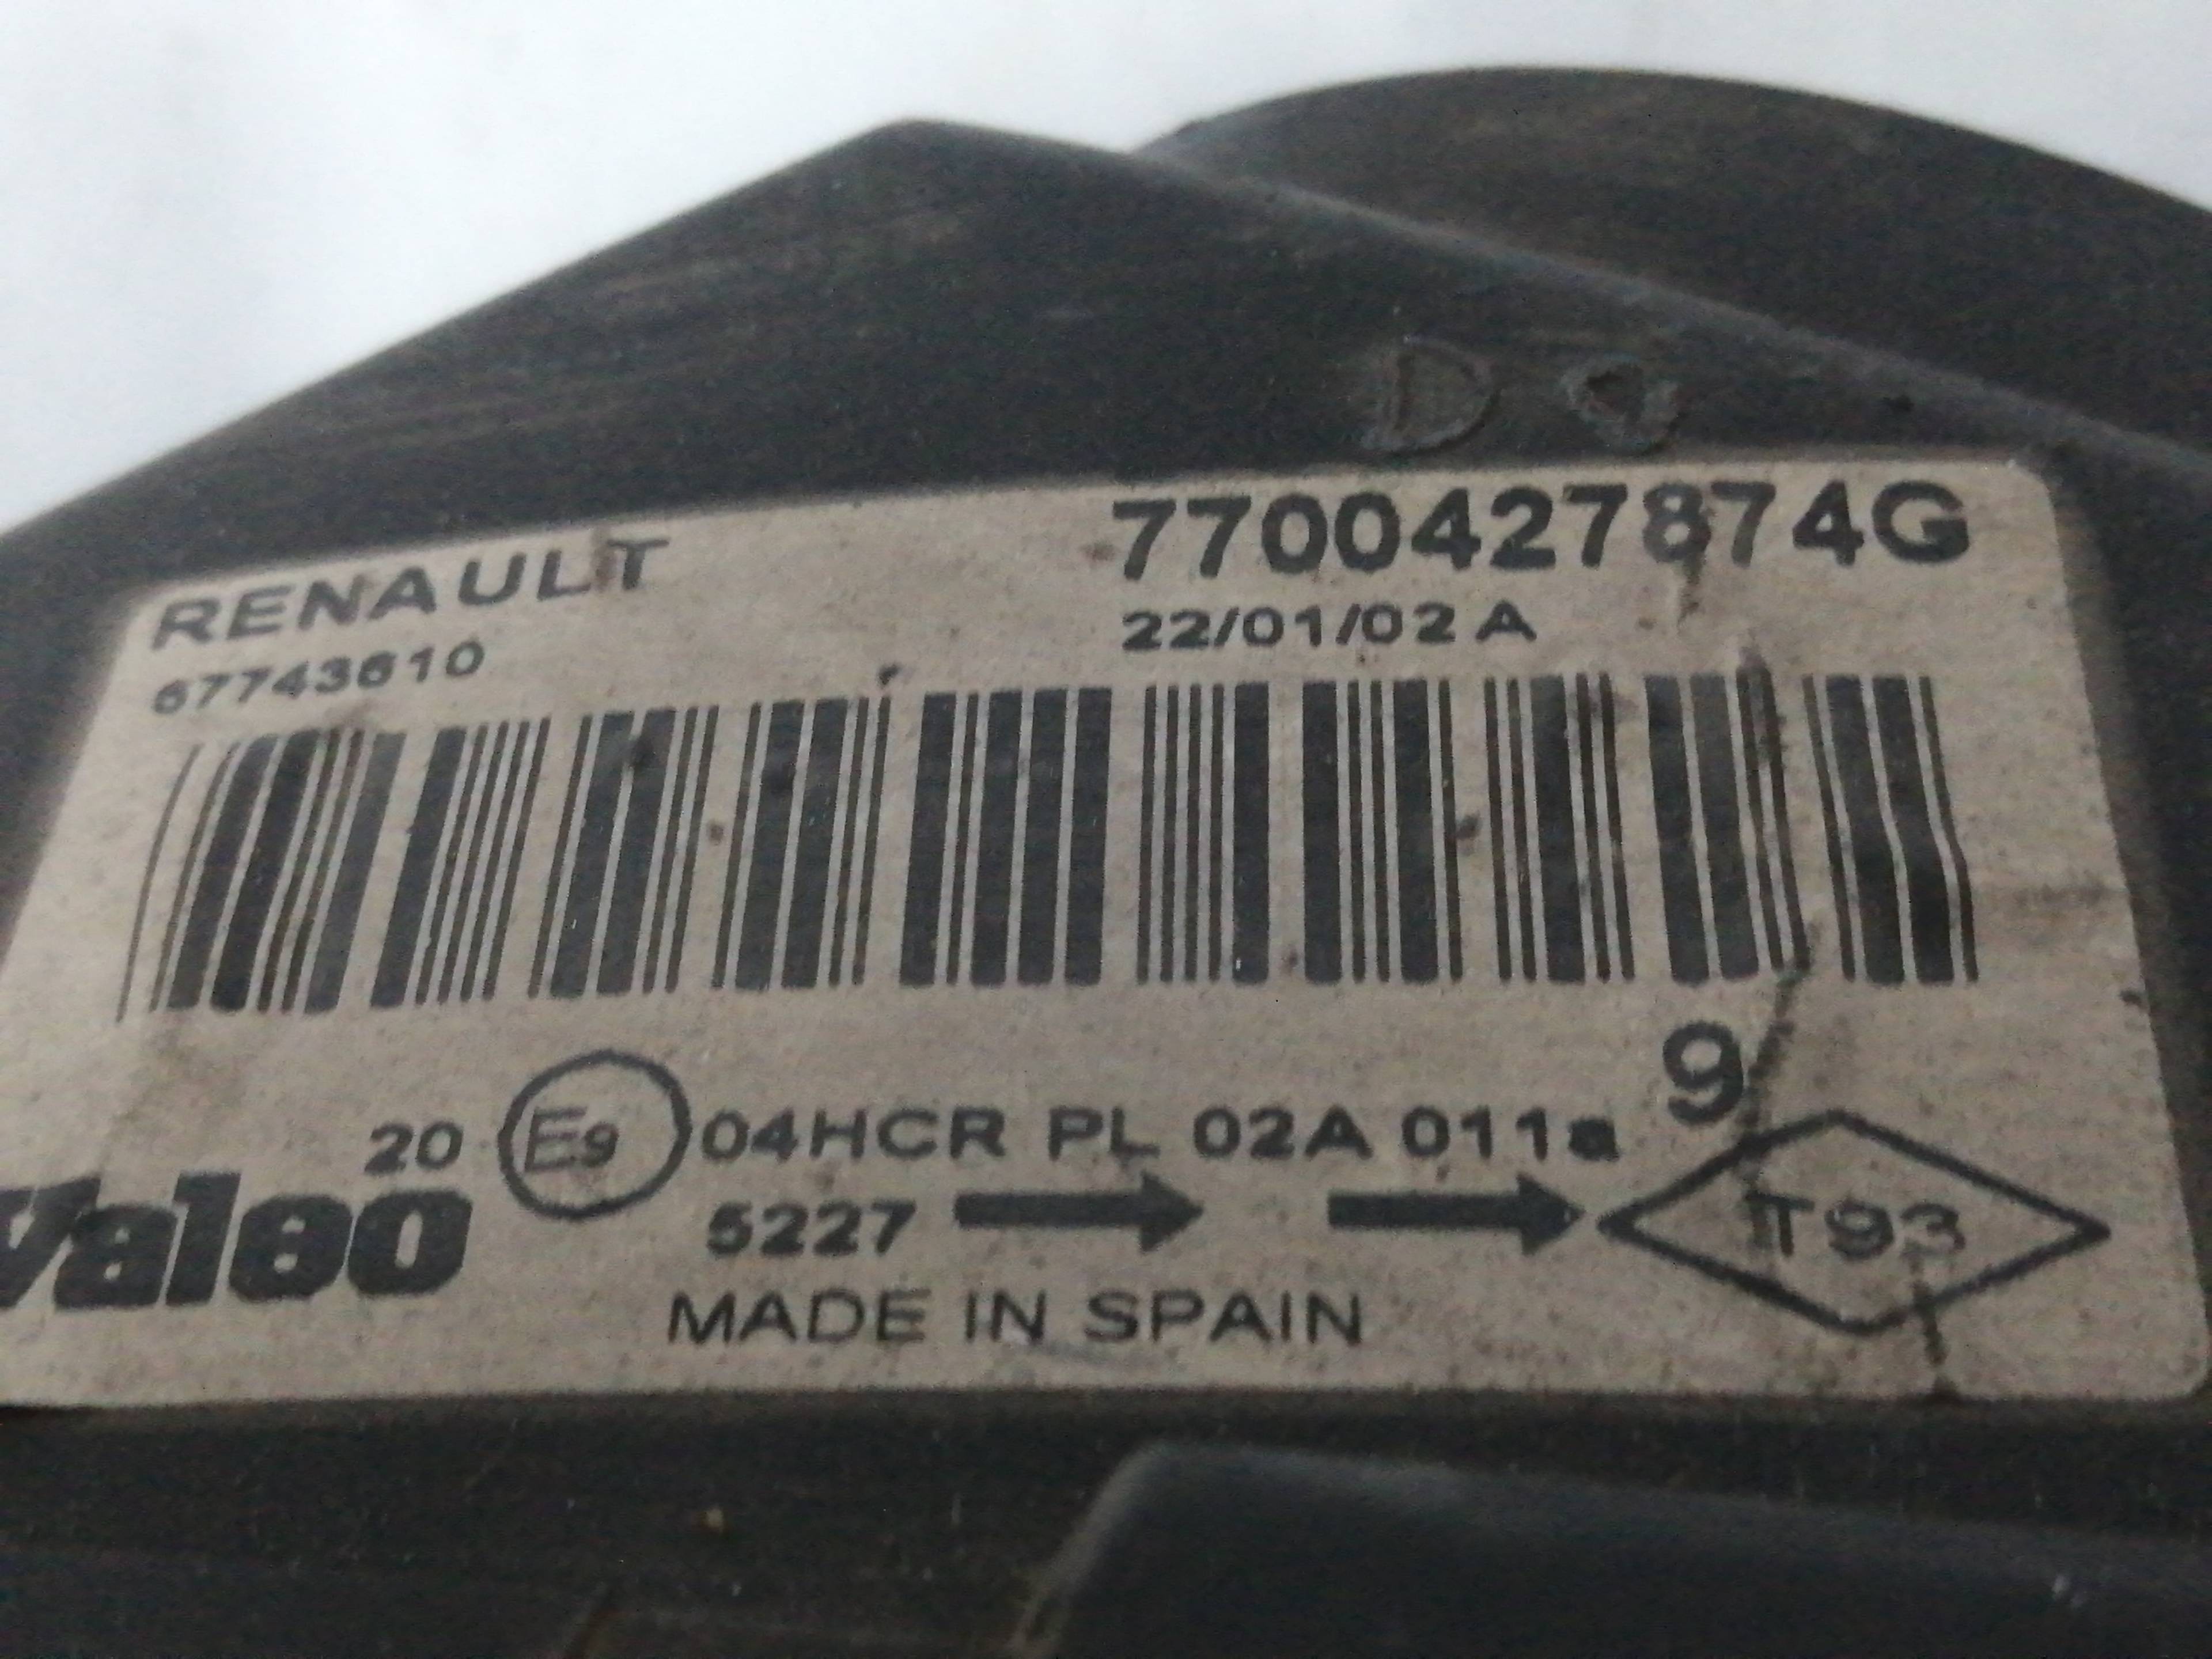 D
RENAULT 7700427874G
67743610 22/01/02 A
9
20 E9 04HCR PL 02A 011a
Valeo 5227 T93
MADE IN SPAIN